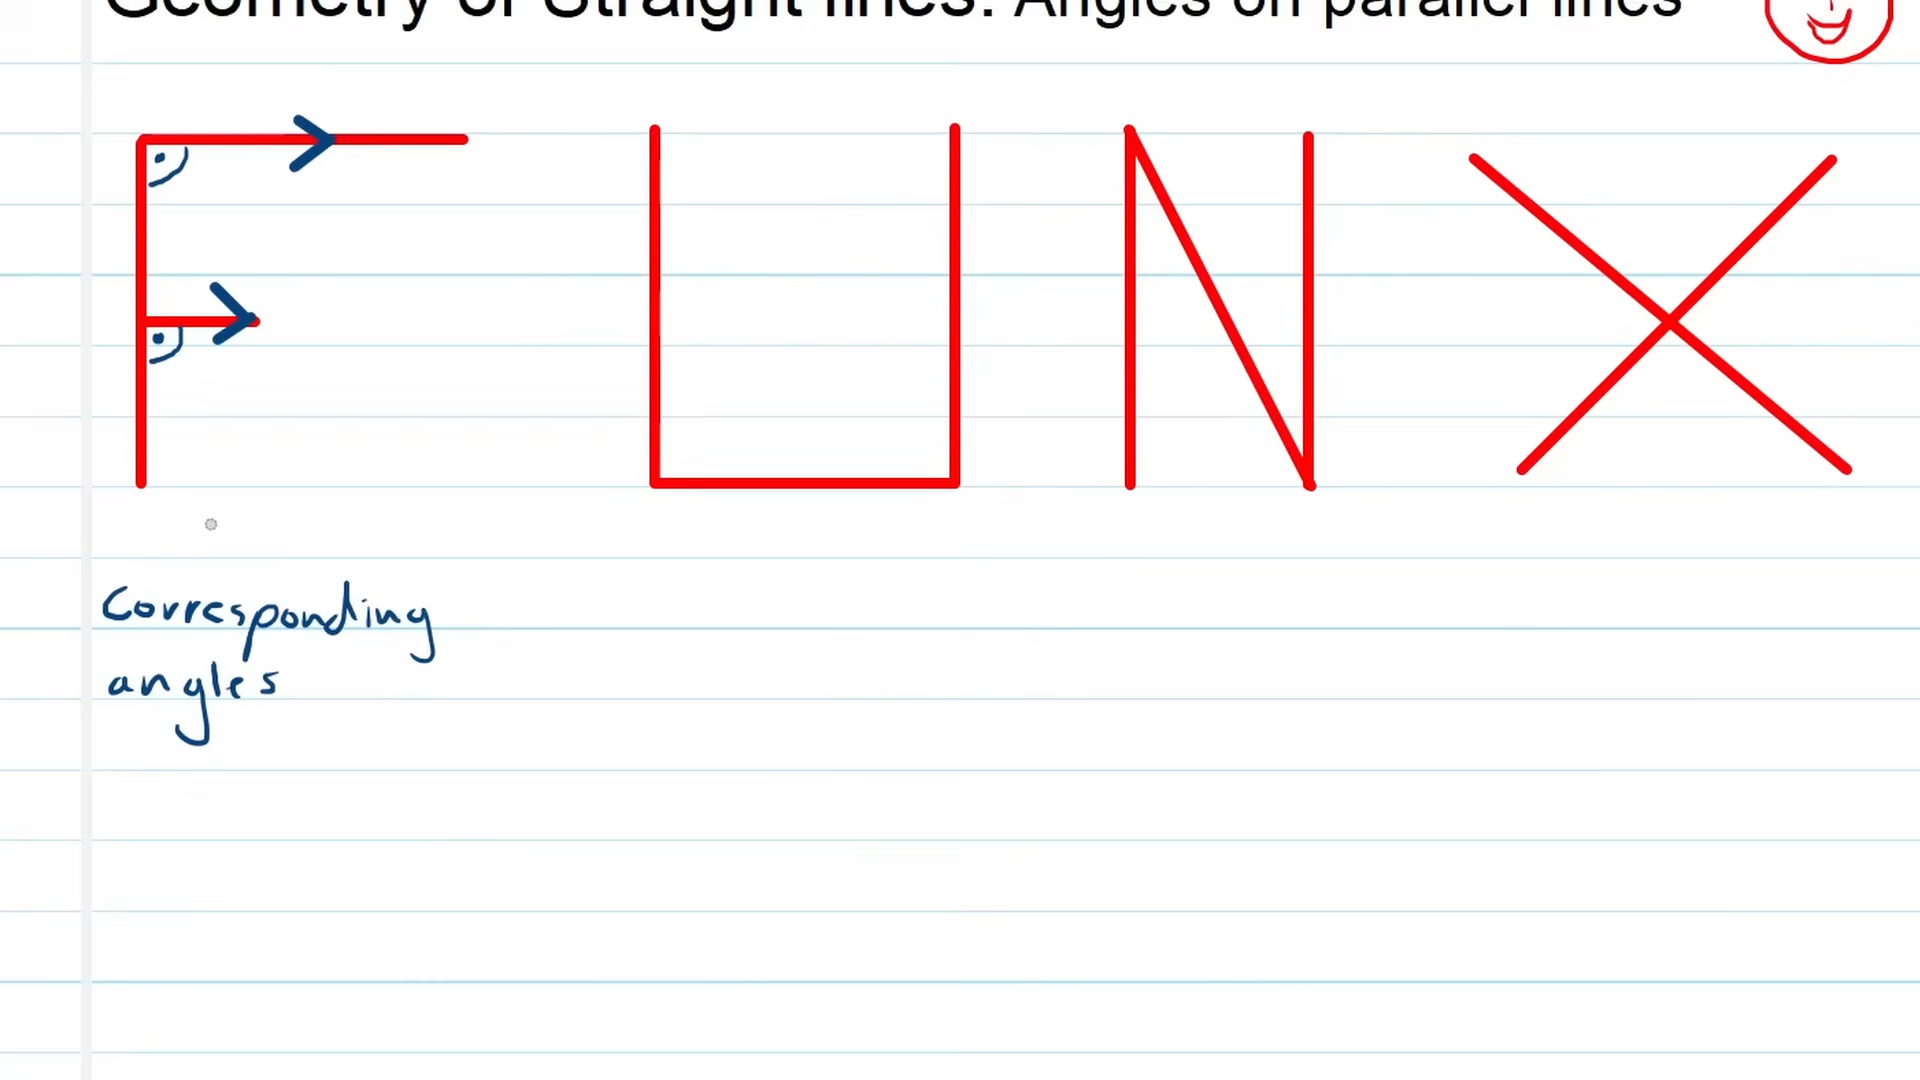 Geometry of Straight lines: Angles on parallel lines
F U N X
Corresponding
angles